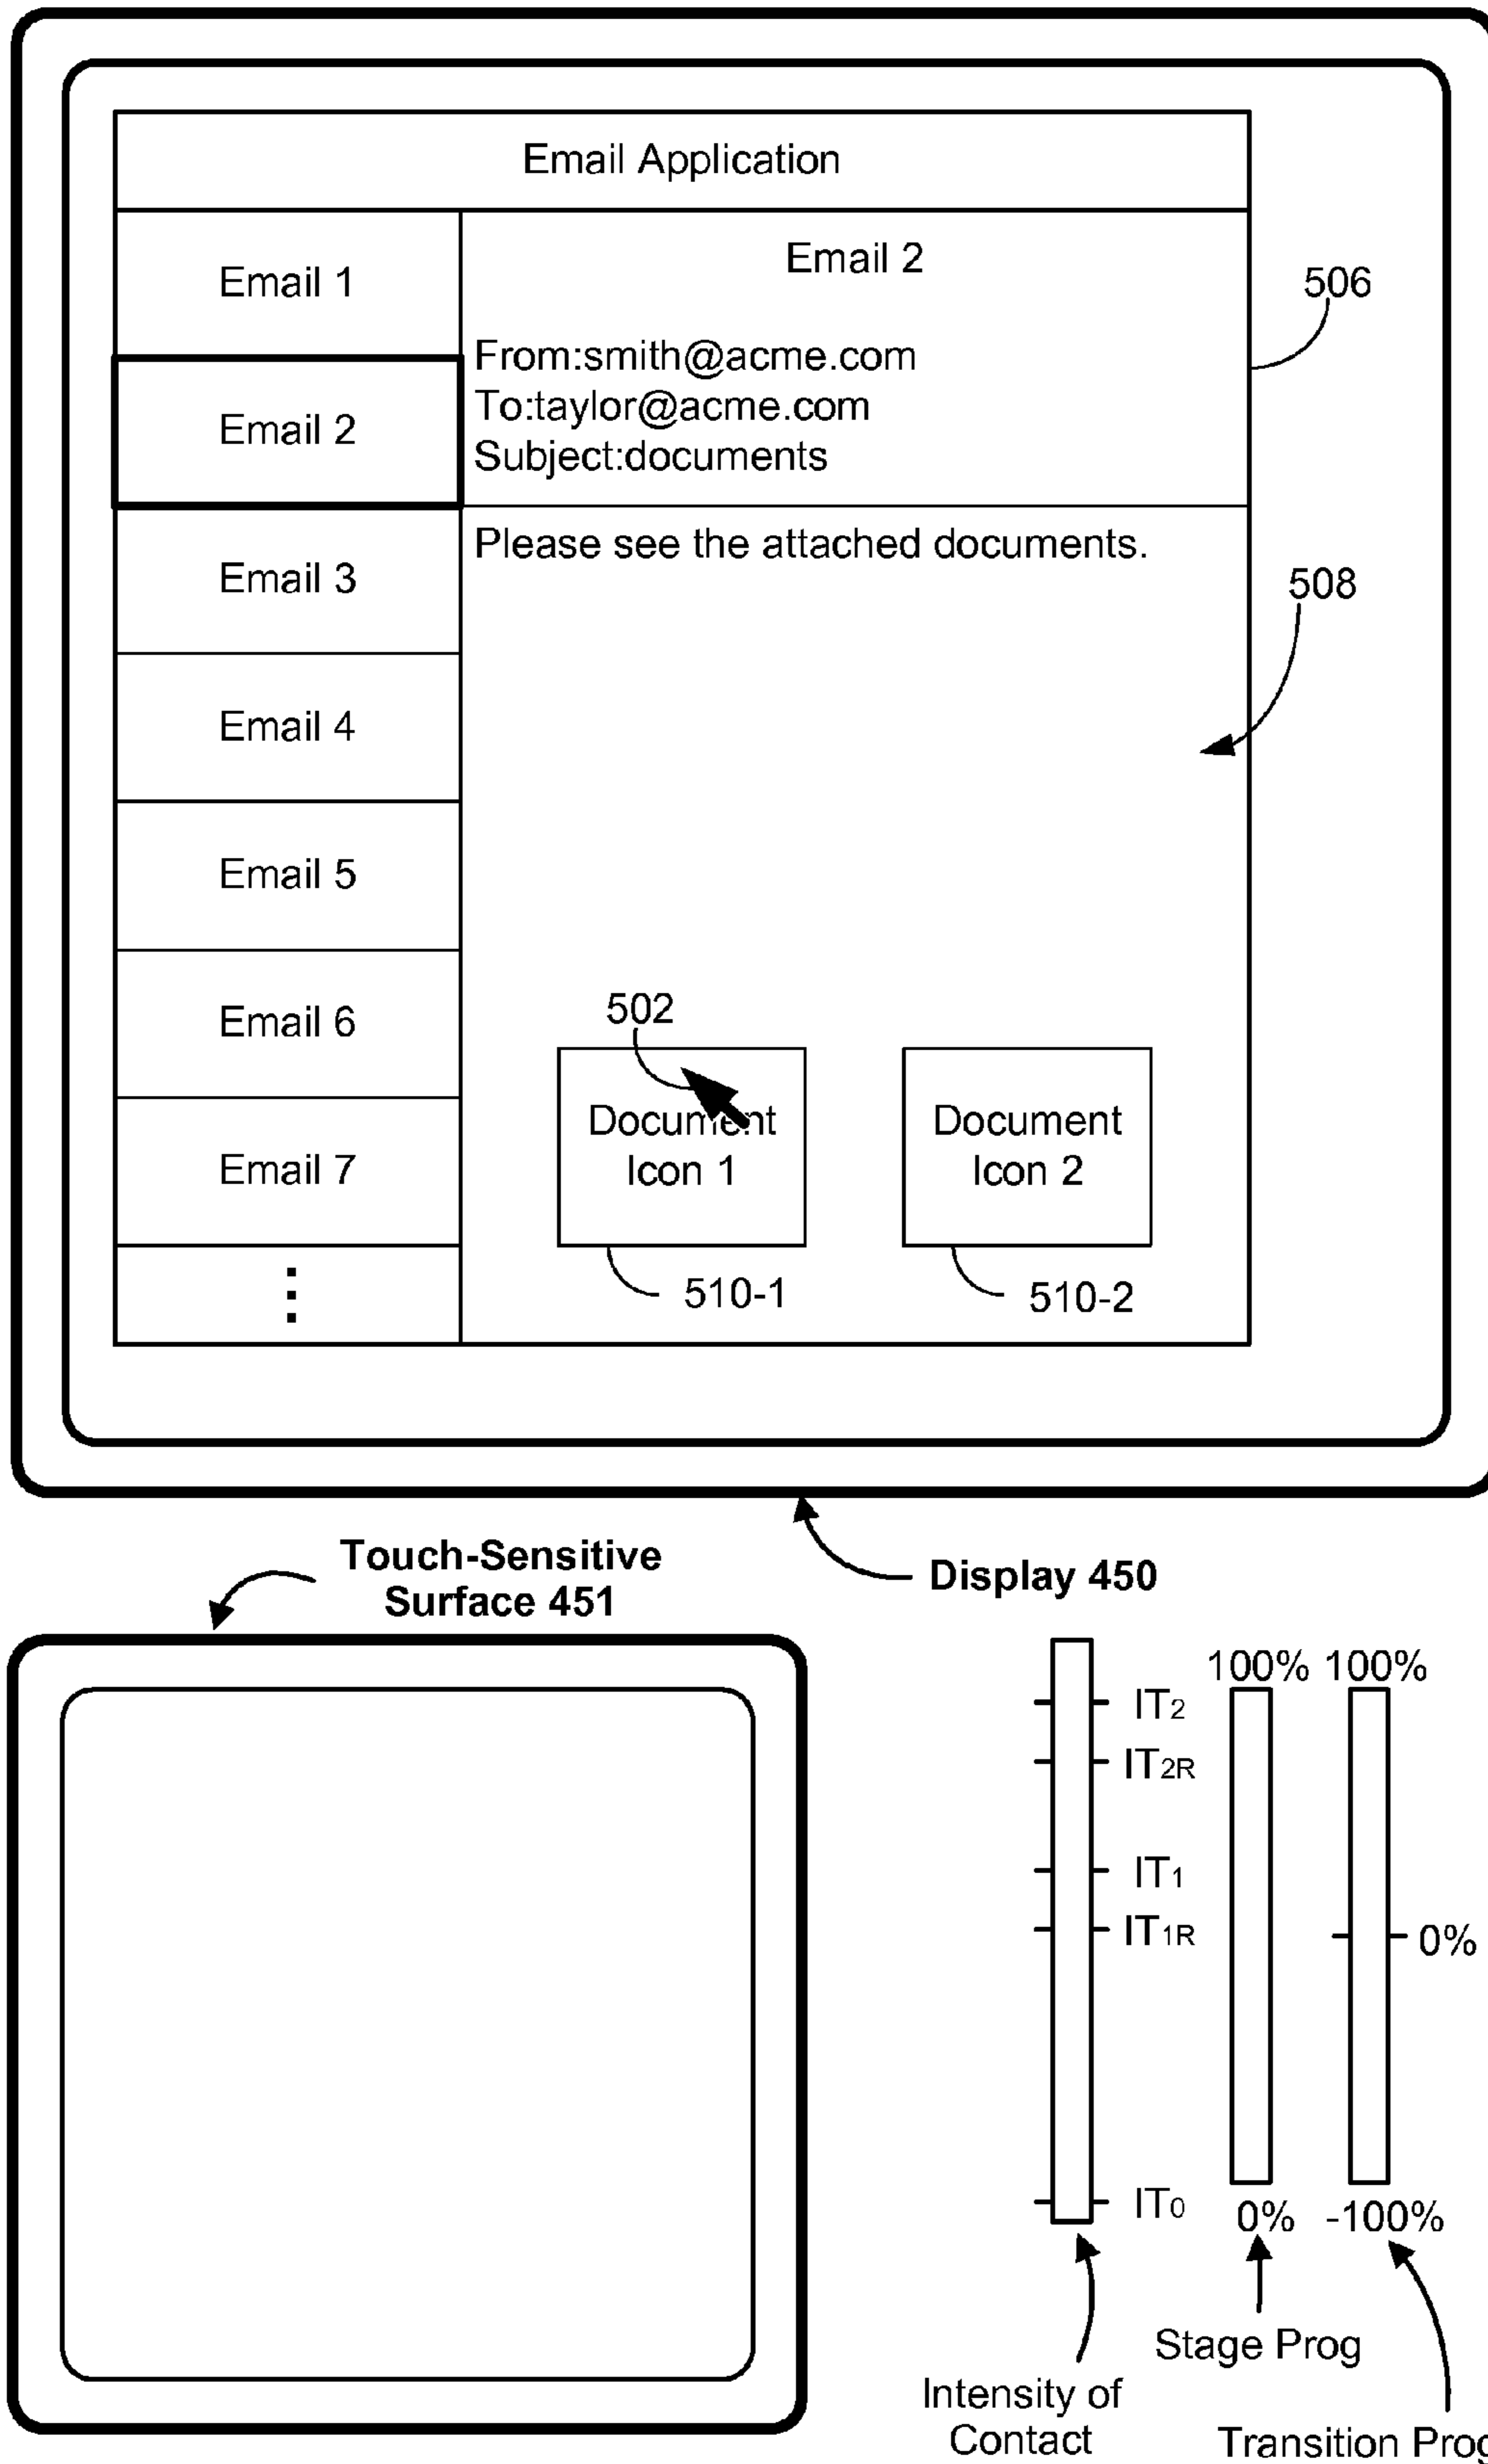 Email Application
Email 1
Email 2
Email 3
Email 4
Email 5
Email 6
Email 7
Email 2
From:smith@acme.com
To:taylor@acme.com
Subject:documents
Please see the attached documents.
506
508
502
Document
Icon 1
Document
Icon 2
510-1
510-2
Touch-Sensitive
Surface 451
Display 450
100% 100%
IT2
IT2R
IT1
IT1R
0%
IT0
0% -100%
Stage Prog
Intensity of
Contact
Transition Prog